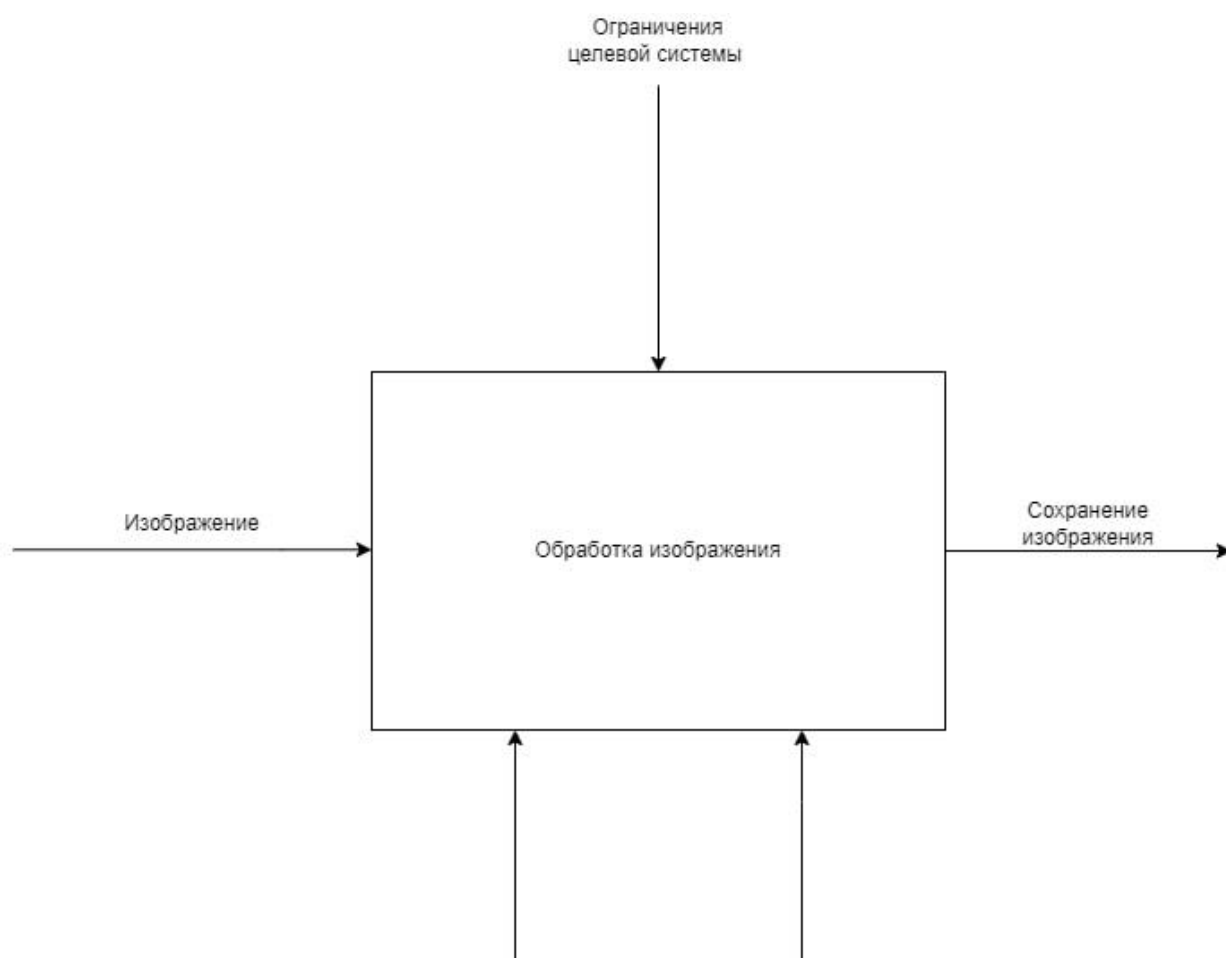 Ограничения
целевой системы
Изображение
Обработка изображения
Сохранение
изображения